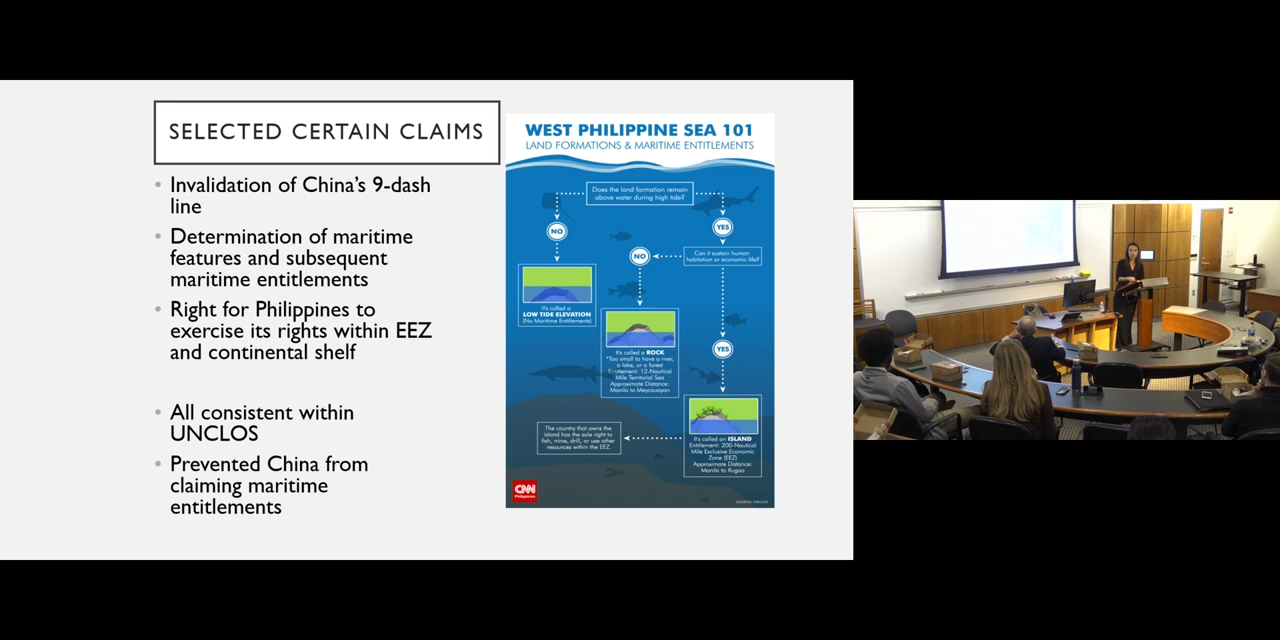 SELECTED CERTAIN CLAIMS
• Invalidation of China's 9-dash
line
• Determination of maritime
features and subsequent
maritime entitlements
• Right for Philippines to
exercise its rights within EEZ
and continental shelf
• All consistent within
UNCLOS
• Prevented China from
claiming maritime
entitlements
WEST PHILIPPINE SEA 101
LAND FORMATIONS & MARITIME ENTITLEMENTS
Does the land formation remain
above water during high tide?
NO
YES
NO
Can it sustain human
habitation or economic life?
It's called a
LOW TIDE ELEVATION
(No Maritime Entitlements)
It's called a ROCK
*Too small to have a river,
a lake, or a forest
Entitlement: 12-Nautical
Mile Territorial Sea
Approximate Distance:
Manila to Meycauayan
YES
It's called an ISLAND
Entitlement: 200-Nautical
Mile Exclusive Economic
Zone (EEZ)
Approximate Distance:
Manila to Ifugao
The country that owns the
island has the sole right to
fish, mine, drill, or use other
resources within the EEZ.
CNN
Philippines